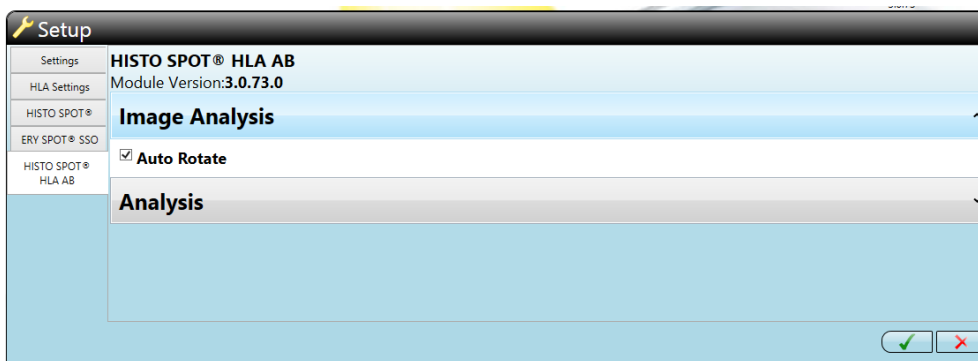 Setup
Settings
HLA Settings
HISTO SPOT®
ERY SPOT® SSO
HISTO SPOT®
HLA AB
HISTO SPOT® HLA AB
Module Version:3.0.73.0
Image Analysis
Auto Rotate
Analysis